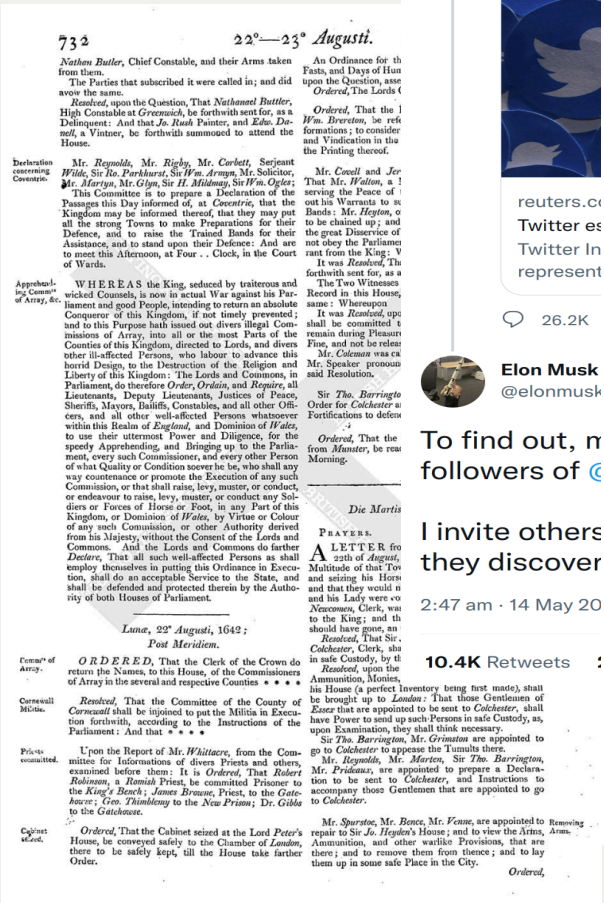 732
22° — 23° Augusti.
Nathan Butler, Chief Constable, and their Arms taken
from them.
The Parties that subscribed it were called in; and did
avow the same.
Resolved, upon the Question, That Nathanael Buttler,
High Constable at Greenwich, be forthwith sent for, as a
Delinquent: And that Jo. Rush Painter, and Edw. Da-
nell, a Vintner, be forthwith summoned to attend the
House.
Declaration
concerning
Coventrie.
Mr. Reynolds, Mr. Rigby, Mr. Corbett, Serjeant
Wilde, Sir Ro. Parkhurst, Sir Wm. Armyn, Mr. Solicitor,
Mr. Martyn, Mr. Glyn, Sir H. Mildmay, Sir Wm. Ogles;
This Committee is to prepare a Declaration of the
Passages this Day informed of, at Coventrie, that the
Kingdom may be informed thereof, that they may put
all the strong Towns to make Preparations for their
Defence, and to raise the Trained Bands for their
Assistance, and to stand upon their Defence: And are
to meet this Afternoon, at Four . . Clock, in the Court
of Wards.
Apprehend-
ing Commrs
of Array, &c.
WHEREAS the King, seduced by traiterous and
wicked Counsels, is now in actual War against his Par-
liament and good People, intending to return an absolute
Conqueror of this Kingdom, if not timely prevented;
and to this Purpose hath issued out divers illegal Com-
missions of Array, into all or the most Parts of the
Counties of this Kingdom, directed to Lords, and divers
other ill-affected Persons, who labour to advance this
horrid Design, to the Destruction of the Religion and
Liberty of this Kingdom: The Lords and Commons, in
Parliament, do therefore Order, Ordain, and Require, all
Lieutenants, Deputy Lieutenants, Justices of Peace,
Sheriffs, Mayors, Bailiffs, Constables, and all other Offi-
cers, and all other well-affected Persons whatsoever
within this Realm of England, and Dominion of Wales,
to use their uttermost Power and Diligence, for the
speedy Apprehending, and Bringing up to the Parlia-
ment, every such Commissioner, and every other Person
of what Quality or Condition soever he be, who shall any
way countenance or promote the Execution of any such
Commission, or that shall raise, levy, muster, or conduct,
or endeavour to raise, levy, muster, or conduct any Sol-
diers or Forces of Horse or Foot, in any Part of this
Kingdom, or Dominion of Wales, by Virtue or Colour
of any such Commission, or other Authority derived
from his Majesty, without the Consent of the Lords and
Commons. And the Lords and Commons do farther
Declare, That all such well-affected Persons as shall
employ themselves in putting this Ordinance in Execu-
tion, shall do an acceptable Service to the State, and
shall be defended and protected therein by the Autho-
rity of both Houses of Parliament.
Lunæ, 22° Augusti, 1642;
Post Meridiem.
Commrs of
Array.
ORDERED, That the Clerk of the Crown do
return the Names, to this House, of the Commissioners
of Array in the several and respective Counties * * * *
Cornewall
Militia.
Resolved, That the Committee of the County of
Cornewall shall be injoined to put the Militia in Execu-
tion forthwith, according to the Instructions of the
Parliament: And that * * * *
Priests
committed.
Upon the Report of Mr. Whittacre, from the Com-
mittee for Informations of divers Priests and others,
examined before them: It is Ordered, That Robert
Robinson, a Romish Priest, be committed Prisoner to
the King's Bench; James Browne, Priest, to the Gate-
house; Geo. Thimblemy to the New Prison; Dr. Gibbs
to the Gatehouse.
Cabinet
seized.
Ordered, That the Cabinet seized at the Lord Peter's
House, be conveyed safely to the Chamber of London,
there to be safely kept, till the House take farther
Order.
An Ordinance for th
Fasts, and Days of Hum
upon the Question, asse
Ordered, The Lords C
Ordered, That the
Wm. Brereton, be refe
formations; to consider
and Vindication in the
the Printing thereof.
Mr. Covell and Jer
That Mr. Walton, a
serving the Peace of
out his Warrants to su
Bands: Mr. Heyton, o
to be chained up; and
the great Disservice of
not obey the Parliamen
rant from the King: V
It was Resolved, Tha
forthwith sent for, as a
The Two Witnesses
Record in this House,
same: Whereupon
It was Resolved, upo
shall be committed t
remain during Pleasure
Fine, and not be releas
Mr. Coleman was cal
Mr. Speaker pronoun
said Resolution.
Sir Tho. Barringto
Order for Colchester a
Fortifications to defend
Ordered, That the
from Munster, be read
Morning.
Die Martis
PRAYERS.
A LETTER fro
22th of August,
Multitude of that Tow
and seizing his Horse
and that they would n
and his Lady were vo
Newcomen, Clerk, was
to the King; and th
should have gone, an
Resolved, That Sir
Colchester, Clerk, sha
in safe Custody, by th
Resolved, upon the
Ammunition, Monies,
his House (a perfect Inventory being first made), shall
be brought up to London: That those Gentlemen of
Essex that are appointed to be sent to Colchester, shall
have Power to send up such Persons in safe Custody, as,
upon Examination, they shall think necessary.
Sir Tho. Barrington, Mr. Grimston are appointed to
go to Colchester to appease the Tumults there.
Mr. Reynolds, Mr. Marten, Sir Tho. Barrington,
Mr. Prideaux, are appointed to prepare a Declara-
tion to be sent to Colchester, and Instructions to
accompany those Gentlemen that are appointed to go
to Colchester.
Mr. Spurstoe, Mr. Bence, Mr. Venne, are appointed to
repair to Sir Jo. Heyden's House; and to view the Arms,
Ammunition, and other warlike Provisions, that are
there; and to remove them from thence; and to lay
them up in some safe Place in the City.
Removing
Arms.
Ordered,
reuters.co
Twitter es
Twitter In
represent
26.2K
Elon Musk
@elonmusk
To find out, m
followers of @
I invite others
they discover
2:47 am · 14 May 20
10.4K Retweets